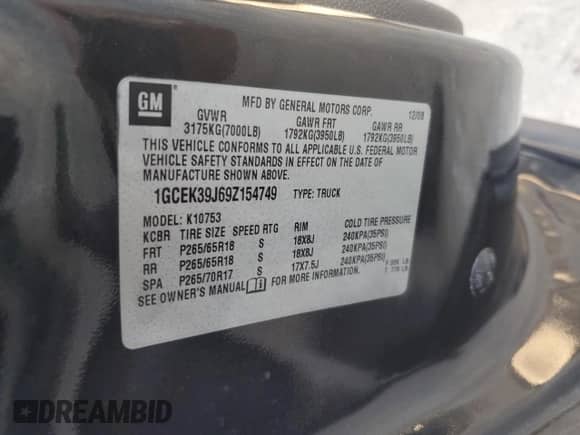 GM
MFD BY GENERAL MOTORS CORP. 12/08
GVWR GAWR FRT GAWR RR
3175KG(7000LB) 1792KG(3950LB) 1792KG(3950LB)
THIS VEHICLE CONFORMS TO ALL APPLICABLE U.S. FEDERAL MOTOR
VEHICLE SAFETY STANDARDS IN EFFECT ON THE DATE OF
MANUFACTURE SHOWN ABOVE.
1GCEK39J69Z154749 TYPE: TRUCK
MODEL: K10753
KCBR TIRE SIZE SPEED RTG RIM COLD TIRE PRESSURE
FRT P265/65R18 S 18X8J 240KPA(35PSI)
RR P265/65R18 S 18X8J 240KPA(35PSI)
SPA P265/70R17 S 17X7.5J 240KPA(35PSI)
SEE OWNER'S MANUAL FOR MORE INFORMATION.
DREAMBID